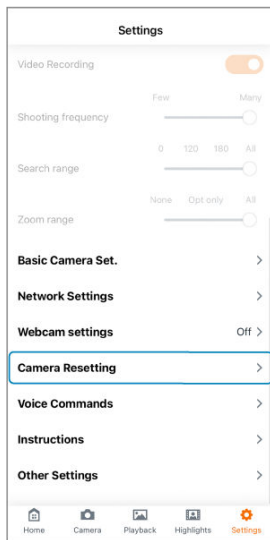 Settings
Video Recording
Few Many
Shooting frequency
0 120 180 All
Search range
None Opt only All
Zoom range
Basic Camera Set.
Network Settings
Webcam settings Off
Camera Resetting
Voice Commands
Instructions
Other Settings
Home Camera Playback Highlights Settings